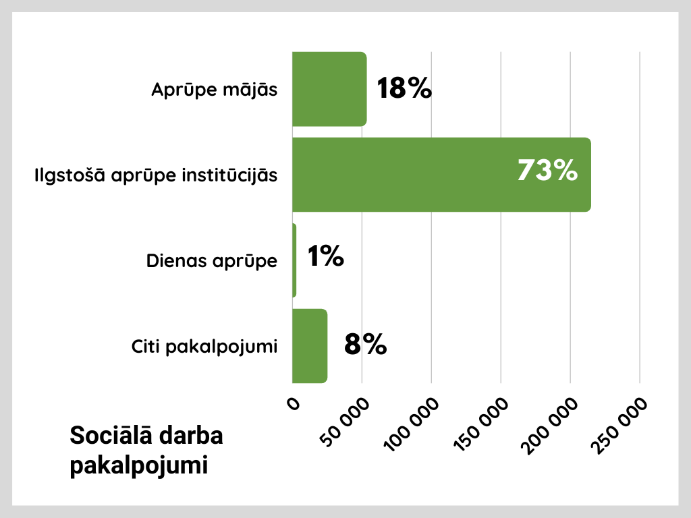 Aprūpe mājās
18%
Ilgstošā aprūpe institūcijās
73%
Dienas aprūpe
1%
Citi pakalpojumi
8%
0
50 000
100 000
150 000
200 000
250 000
Sociālā darba
pakalpojumi